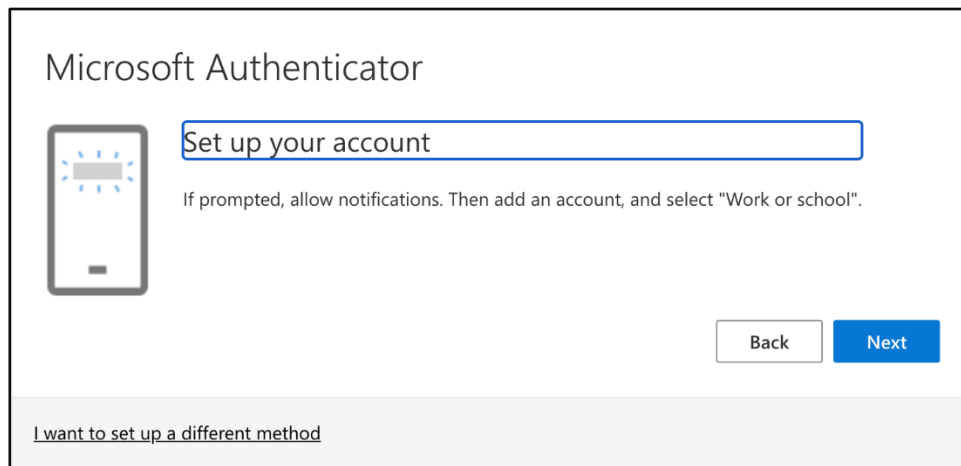 Microsoft Authenticator
Set up your account
If prompted, allow notifications. Then add an account, and select "Work or school".
Back
Next
I want to set up a different method